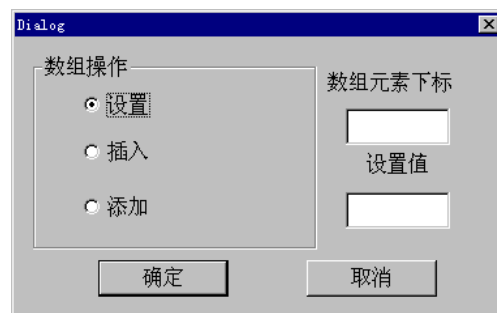 Dialog
数组操作
设置
插入
添加
数组元素下标
设置值
确定
取消